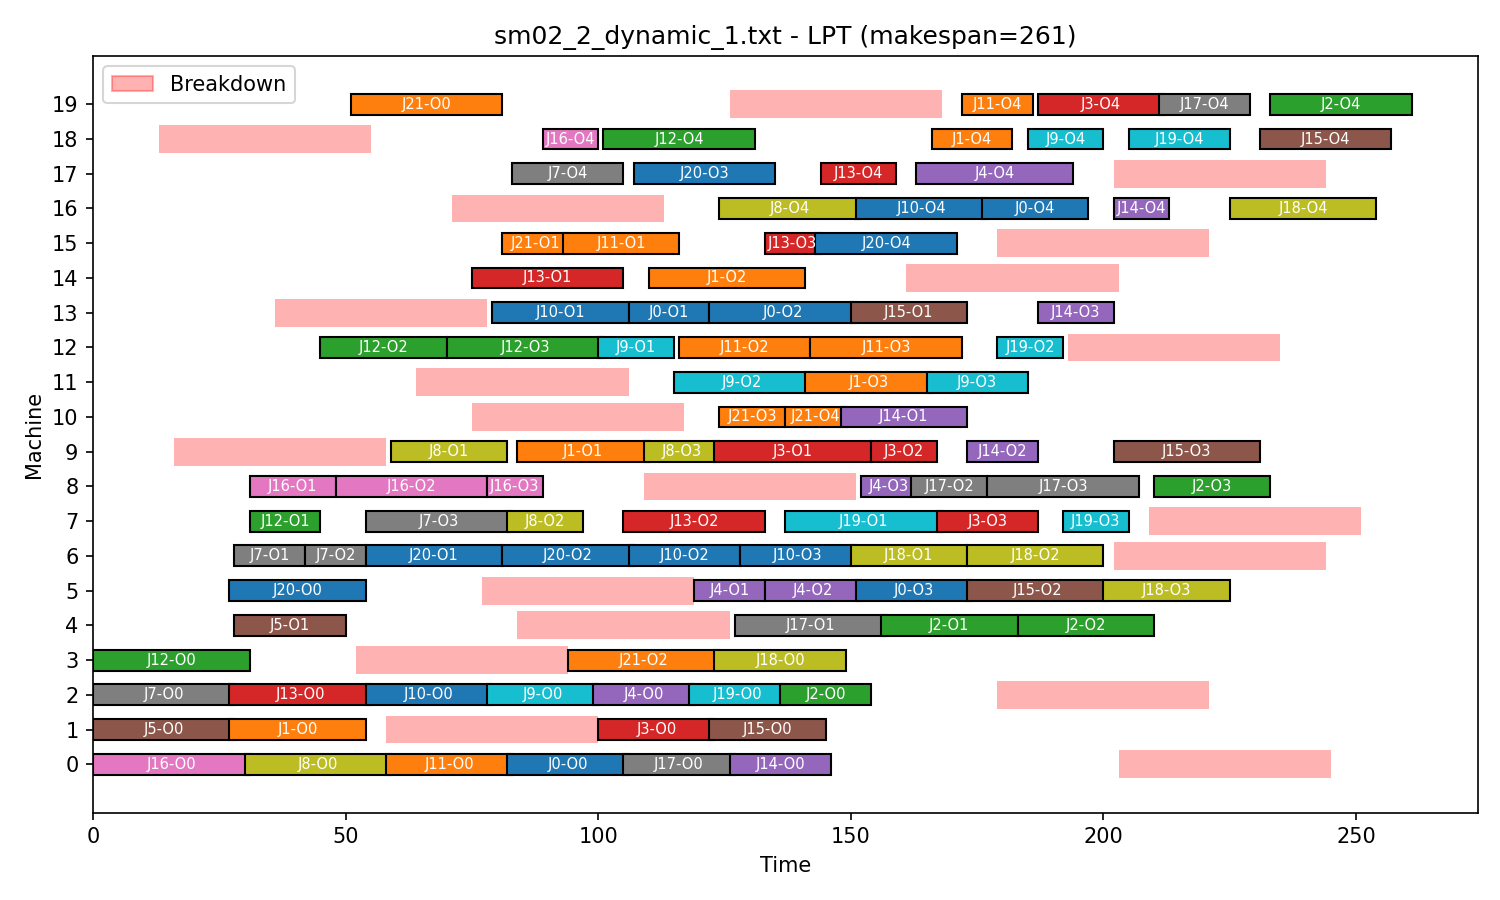 sm02_2_dynamic_1.txt - LPT (makespan=261)
Breakdown
19 J21-O0 J11-O4 J3-O4 J17-O4 J2-O4
18 J16-O4 J12-O4 J1-O4 J9-O4 J19-O4 J15-O4
17 J7-O4 J20-O3 J13-O4 J4-O4
16 J8-O4 J10-O4 J0-O4 J14-O4 J18-O4
15 J21-O1 J11-O1 J13-O3 J20-O4
14 J13-O1 J1-O2
13 J10-O1 J0-O1 J0-O2 J15-O1 J14-O3
12 J12-O2 J12-O3 J9-O1 J11-O2 J11-O3 J19-O2
11 J9-O2 J1-O3 J9-O3
10 J21-O3 J21-O4 J14-O1
9 J8-O1 J1-O1 J8-O3 J3-O1 J3-O2 J14-O2 J15-O3
8 J16-O1 J16-O2 J16-O3 J4-O3 J17-O2 J17-O3 J2-O3
7 J12-O1 J7-O3 J8-O2 J13-O2 J19-O1 J3-O3 J19-O3
6 J7-O1 J7-O2 J20-O1 J20-O2 J10-O2 J10-O3 J18-O1 J18-O2
5 J20-O0 J4-O1 J4-O2 J0-O3 J15-O2 J18-O3
4 J5-O1 J17-O1 J2-O1 J2-O2
3 J12-O0 J21-O2 J18-O0
2 J7-O0 J13-O0 J10-O0 J9-O0 J4-O0 J19-O0 J2-O0
1 J5-O0 J1-O0 J3-O0 J15-O0
0 J16-O0 J8-O0 J11-O0 J0-O0 J17-O0 J14-O0
Machine
0 50 100 150 200 250
Time